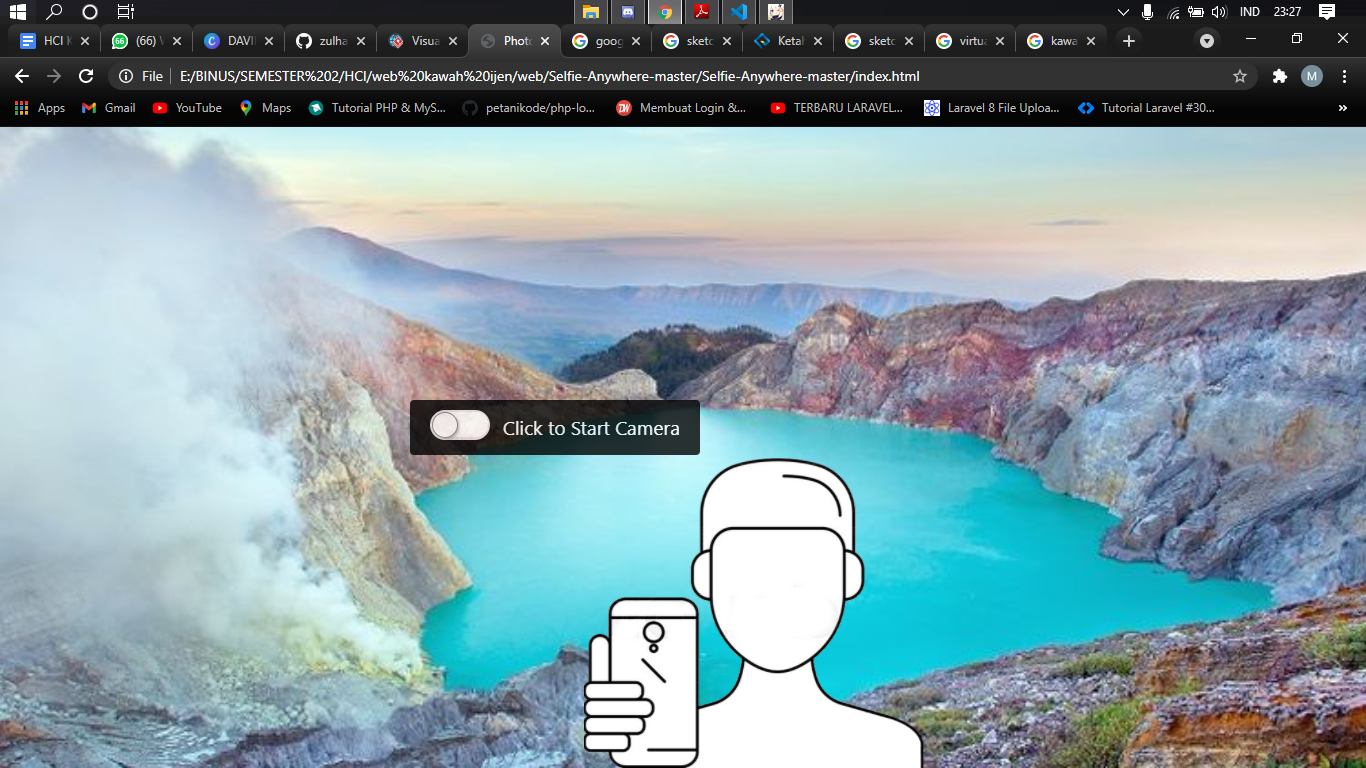 IND 23:27
HCI K (66) V DAVI zulha Visua Photo goog sketc Ketah sketc virtua kawa
File E:/BINUS/SEMESTER%202/HCI/web%20kawah%20ijen/web/Selfie-Anywhere-master/Selfie-Anywhere-master/index.html M
Apps Gmail YouTube Maps Tutorial PHP & MyS... petanikode/php-lo... TW Membuat Login &... TERBARU LARAVEL... Laravel 8 File Uploa... Tutorial Laravel #30... »
Click to Start Camera